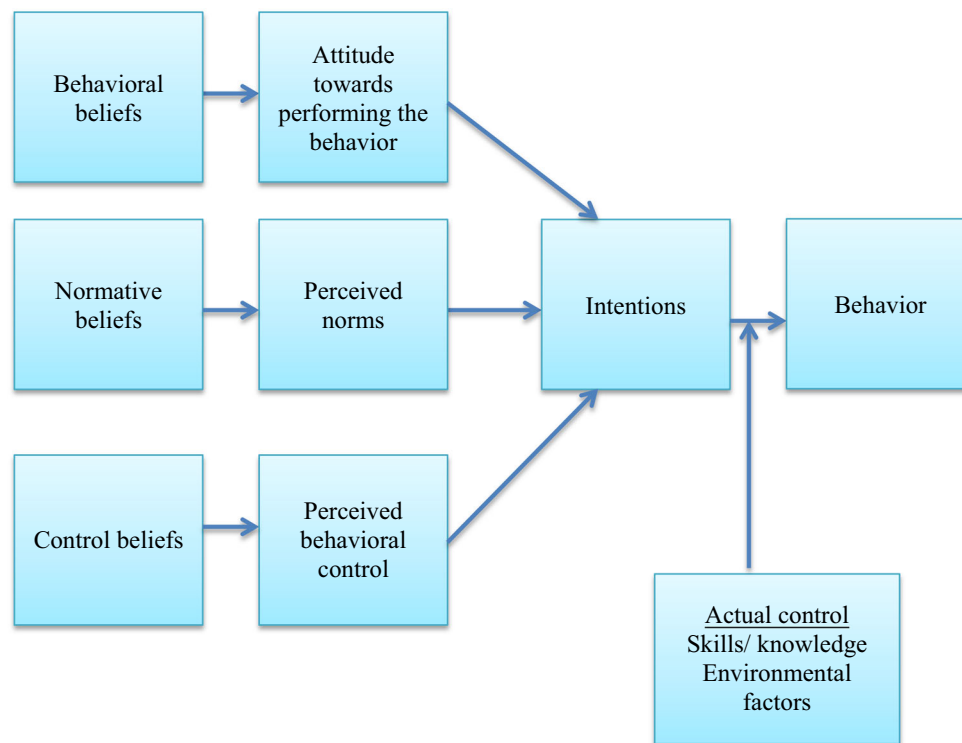 Behavioral
beliefs
Attitude
towards
performing the
behavior
Normative
beliefs
Perceived
norms
Intentions
Behavior
Control beliefs
Perceived
behavioral
control
Actual control
Skills/ knowledge
Environmental
factors